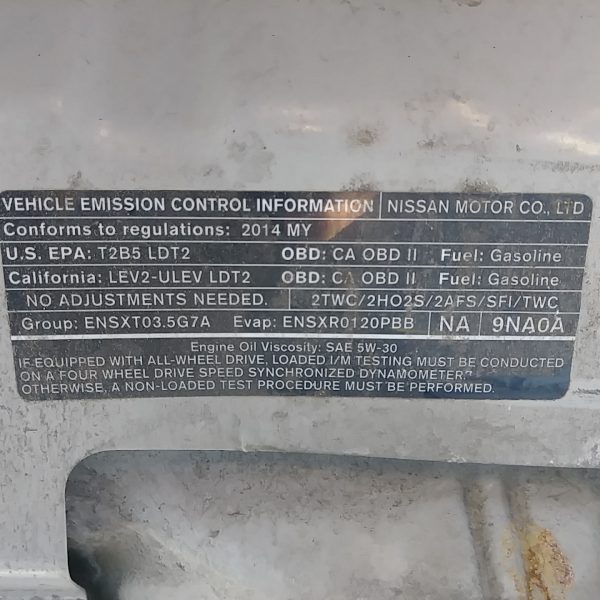 VEHICLE EMISSION CONTROL INFORMATION NISSAN MOTOR CO., LTD
Conforms to regulations: 2014 MY
U.S. EPA: T2B5 LDT2 OBD: CA OBD II Fuel: Gasoline
California: LEV2-ULEV LDT2 OBD: CA OBD II Fuel: Gasoline
NO ADJUSTMENTS NEEDED. 2TWC/2HO2S/2AFS/SFI/TWC
Group: ENSXT03.5G7A Evap: ENSXR0120PBB NA 9NA0A
Engine Oil Viscosity: SAE 5W-30
IF EQUIPPED WITH ALL-WHEEL DRIVE, LOADED I/M TESTING MUST BE CONDUCTED
ON A FOUR WHEEL DRIVE SPEED SYNCHRONIZED DYNAMOMETER.
OTHERWISE, A NON-LOADED TEST PROCEDURE MUST BE PERFORMED.